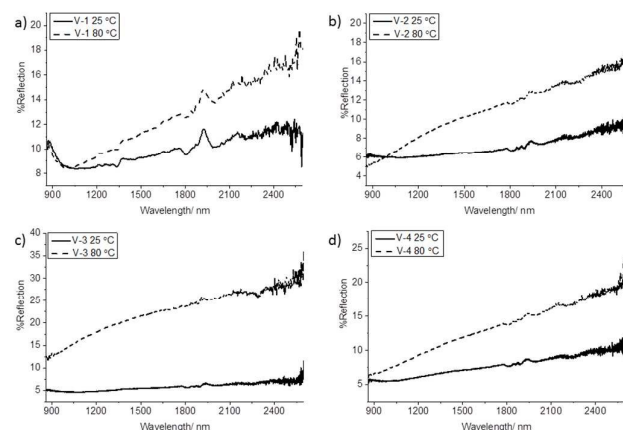 a)
V-1 25 °C
V-1 80 °C
%Reflection
20
18
16
14
12
10
8
900 1200 1500 1800 2100 2400
Wavelength/ nm
b)
V-2 25 °C
V-2 80 °C
%Reflection
20
18
16
14
12
10
8
6
4
900 1200 1500 1800 2100 2400
Wavelength/ nm
c)
V-3 25 °C
V-3 80 °C
%Reflection
40
35
30
25
20
15
10
5
900 1200 1500 1800 2100 2400
Wavelength/ nm
d)
V-4 25 °C
V-4 80 °C
%Reflection
25
20
15
10
5
900 1200 1500 1800 2100 2400
Wavelength/ nm